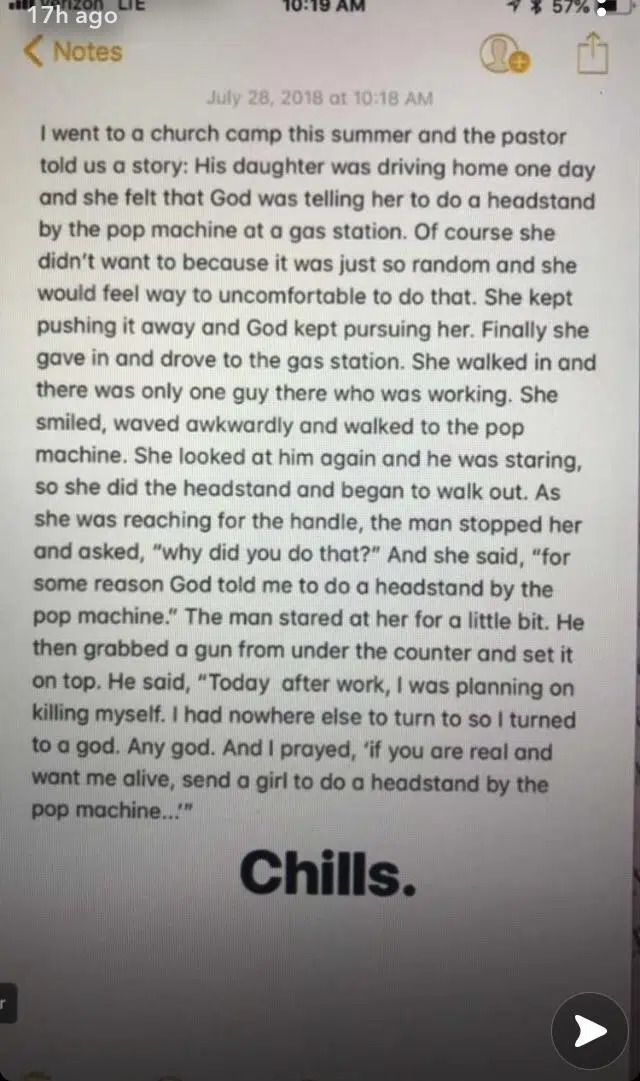 17h ago
Verizon LTE 10:19 AM 57%
Notes
July 28, 2018 at 10:18 AM
I went to a church camp this summer and the pastor
told us a story: His daughter was driving home one day
and she felt that God was telling her to do a headstand
by the pop machine at a gas station. Of course she
didn't want to because it was just so random and she
would feel way to uncomfortable to do that. She kept
pushing it away and God kept pursuing her. Finally she
gave in and drove to the gas station. She walked in and
there was only one guy there who was working. She
smiled, waved awkwardly and walked to the pop
machine. She looked at him again and he was staring,
so she did the headstand and began to walk out. As
she was reaching for the handle, the man stopped her
and asked, "why did you do that?" And she said, "for
some reason God told me to do a headstand by the
pop machine." The man stared at her for a little bit. He
then grabbed a gun from under the counter and set it
on top. He said, "Today after work, I was planning on
killing myself. I had nowhere else to turn to so I turned
to a god. Any god. And I prayed, 'if you are real and
want me alive, send a girl to do a headstand by the
pop machine...'"
Chills.
r